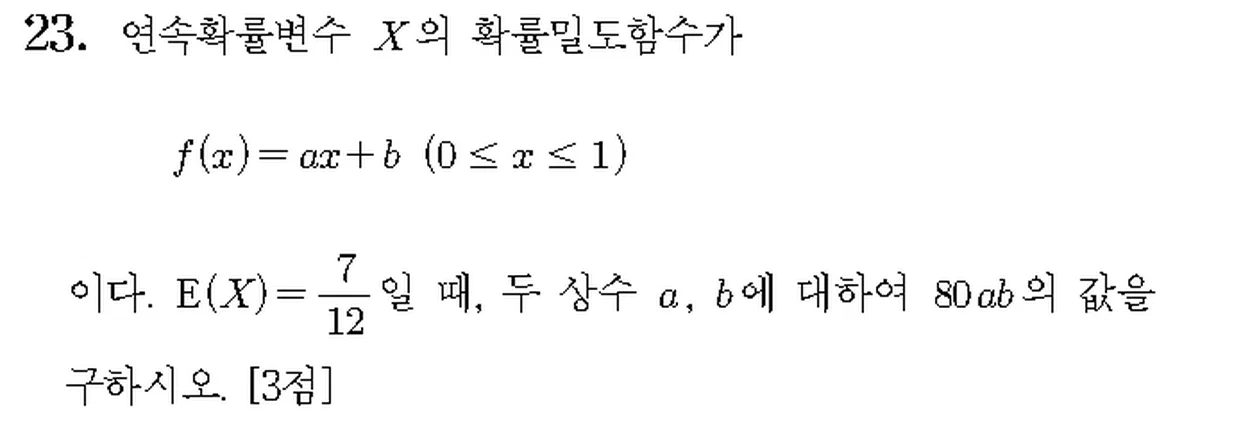 23. 연속확률변수 X의 확률밀도함수가
f(x)=ax+b (0≤x≤1)
이다. E(X)=7/12일 때, 두 상수 a, b에 대하여 80ab의 값을
구하시오. [3점]